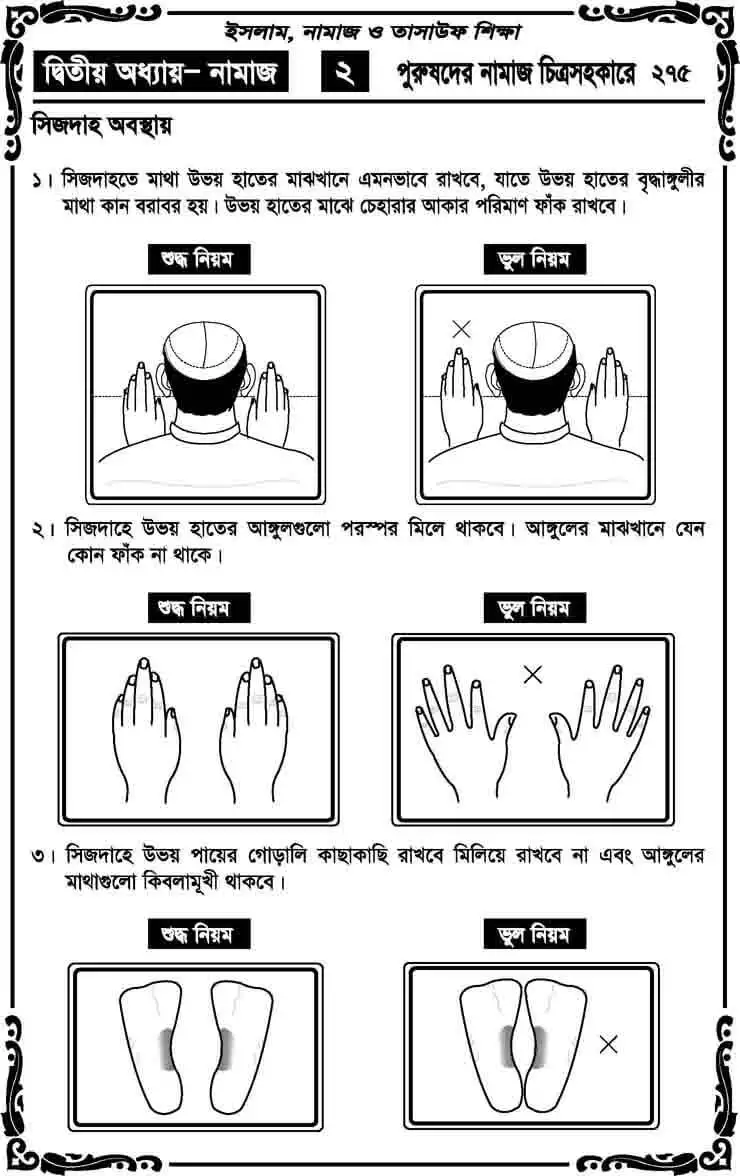 ইসলাম, নামাজ ও তাসাউফ শিক্ষা
দ্বিতীয় অধ্যায়– নামাজ ২ পুরুষদের নামাজ চিত্রসহকারে ২৭৫
সিজদাহ অবস্থায়
১। সিজদাহতে মাথা উভয় হাতের মাঝখানে এমনভাবে রাখবে, যাতে উভয় হাতের বৃদ্ধাঙ্গুলীর
মাথা কান বরাবর হয়। উভয় হাতের মাঝে চেহারার আকার পরিমাণ ফাঁক রাখবে।
শুদ্ধ নিয়ম ভুল নিয়ম
২। সিজদাহে উভয় হাতের আঙ্গুলগুলো পরস্পর মিলে থাকবে। আঙ্গুলের মাঝখানে যেন
কোন ফাঁক না থাকে।
শুদ্ধ নিয়ম ভুল নিয়ম
৩। সিজদাহে উভয় পায়ের গোড়ালি কাছাকাছি রাখবে মিলিয়ে রাখবে না এবং আঙ্গুলের
মাথাগুলো কিবলামূখী থাকবে।
শুদ্ধ নিয়ম ভুল নিয়ম